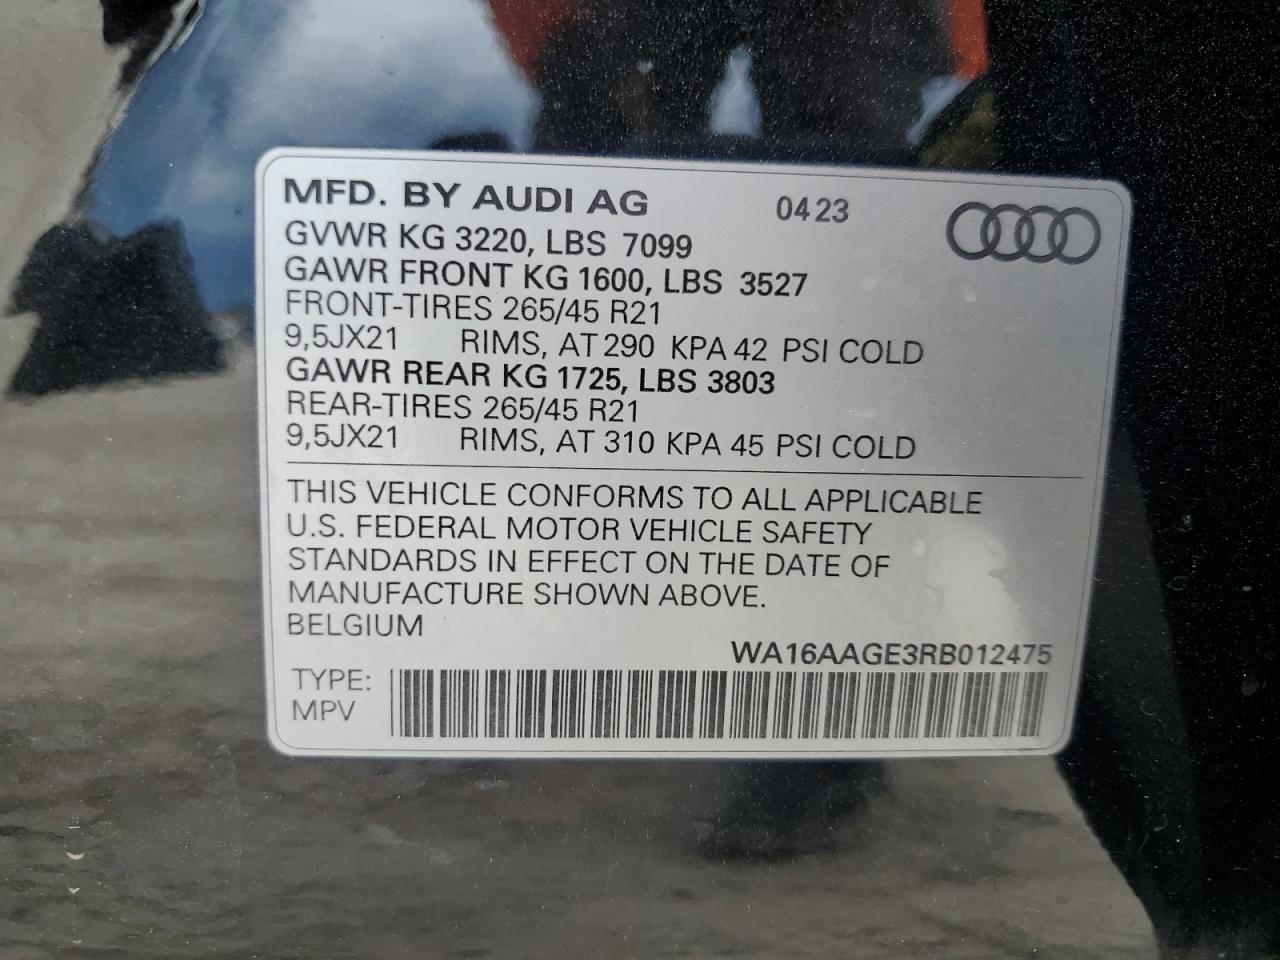 MFD. BY AUDI AG 0423
GVWR KG 3220, LBS 7099
GAWR FRONT KG 1600, LBS 3527
FRONT-TIRES 265/45 R21
9,5JX21 RIMS, AT 290 KPA 42 PSI COLD
GAWR REAR KG 1725, LBS 3803
REAR-TIRES 265/45 R21
9,5JX21 RIMS, AT 310 KPA 45 PSI COLD
THIS VEHICLE CONFORMS TO ALL APPLICABLE
U.S. FEDERAL MOTOR VEHICLE SAFETY
STANDARDS IN EFFECT ON THE DATE OF
MANUFACTURE SHOWN ABOVE.
BELGIUM
WA16AAGE3RB012475
TYPE:
MPV